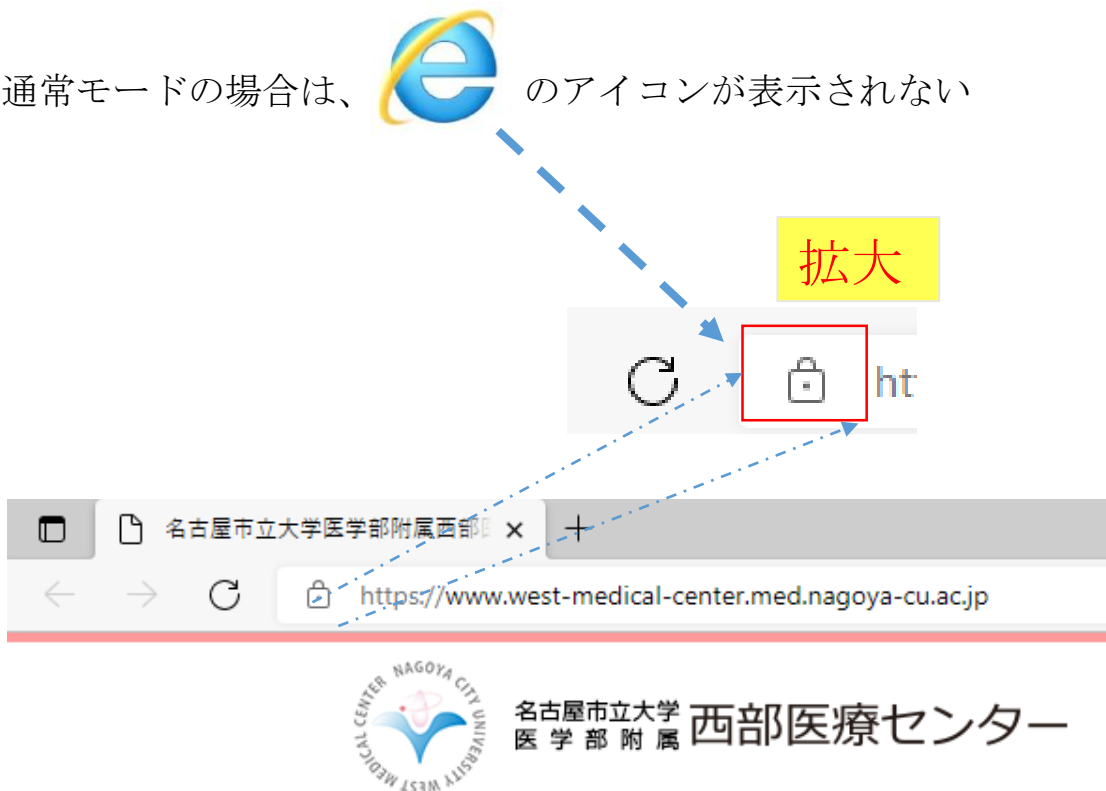 通常モードの場合は、 のアイコンが表示されない
拡大
htt
名古屋市立大学医学部附属西部医
https://www.west-medical-center.med.nagoya-cu.ac.jp
NAGOYA CITY UNIVERSITY WEST MEDICAL CENTER
名古屋市立大学
医学部附属
西部医療センター